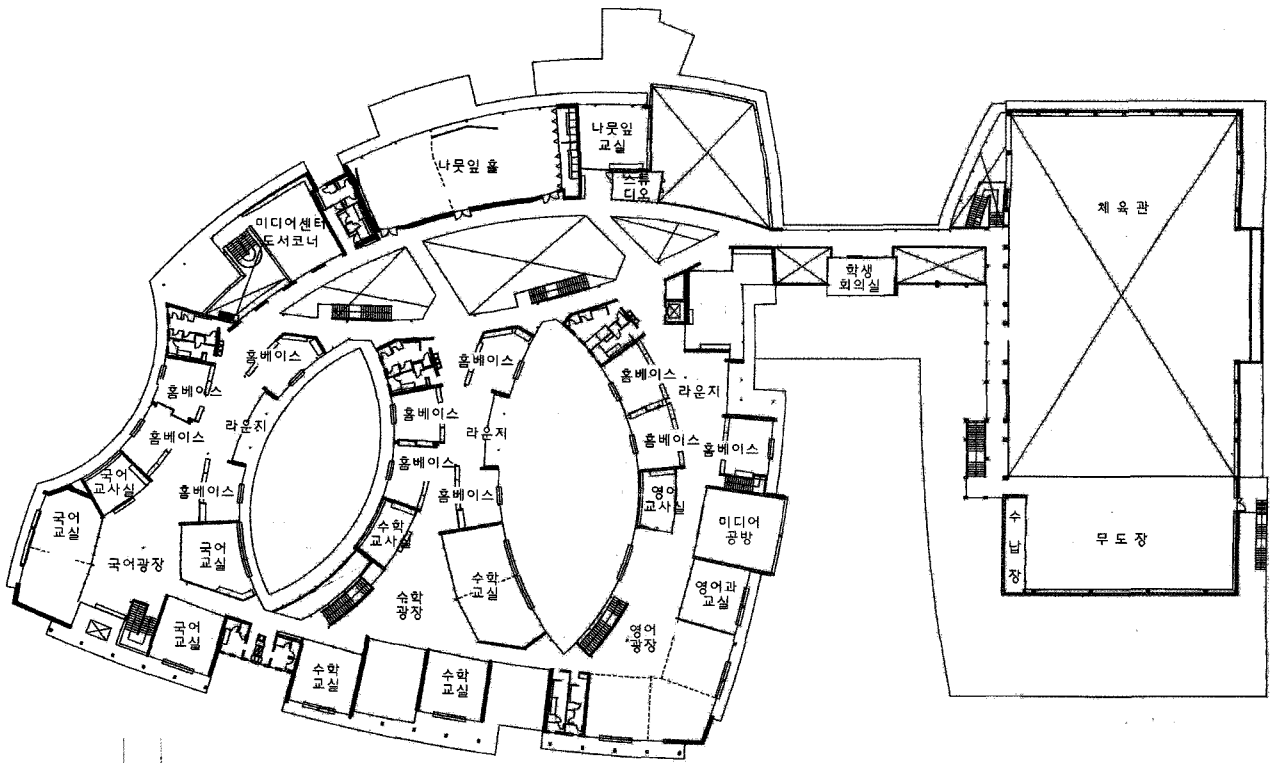 나뭇잎
교실
나뭇잎 홀
스튜
디오
체육관
미디어센터
도서코너
학생
회의실
홈베이스
홈베이스
홈베이스
라운지
홈베이스
홈베이스
라운지
홈베이스
라운지
홈베이스
홈베이스
홈베이스
홈베이스
국어
교사실
홈베이스
홈베이스
영어
교사실
국어
교실
국어광장
국어
교실
수학
교사실
미디어
공방
수
납
장
무도장
수학
교실
영어과
교실
수학
광장
영어
광장
국어
교실
수학
교실
수학
교실